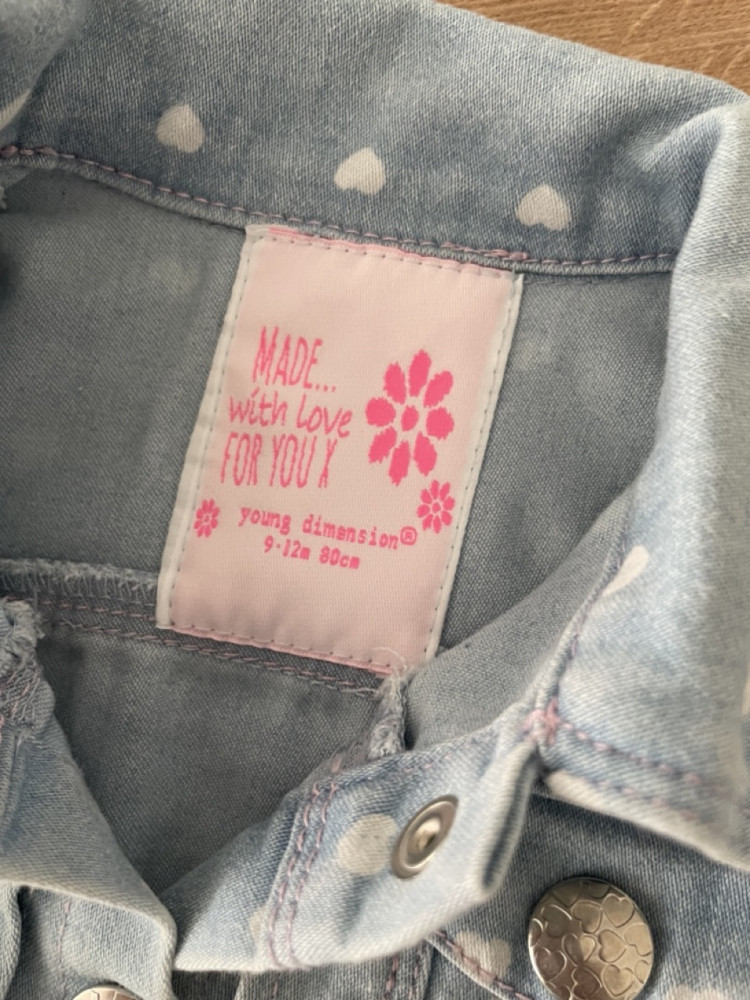 MADE...
with love
FOR YOU X
young dimension®
9-12m 80cm